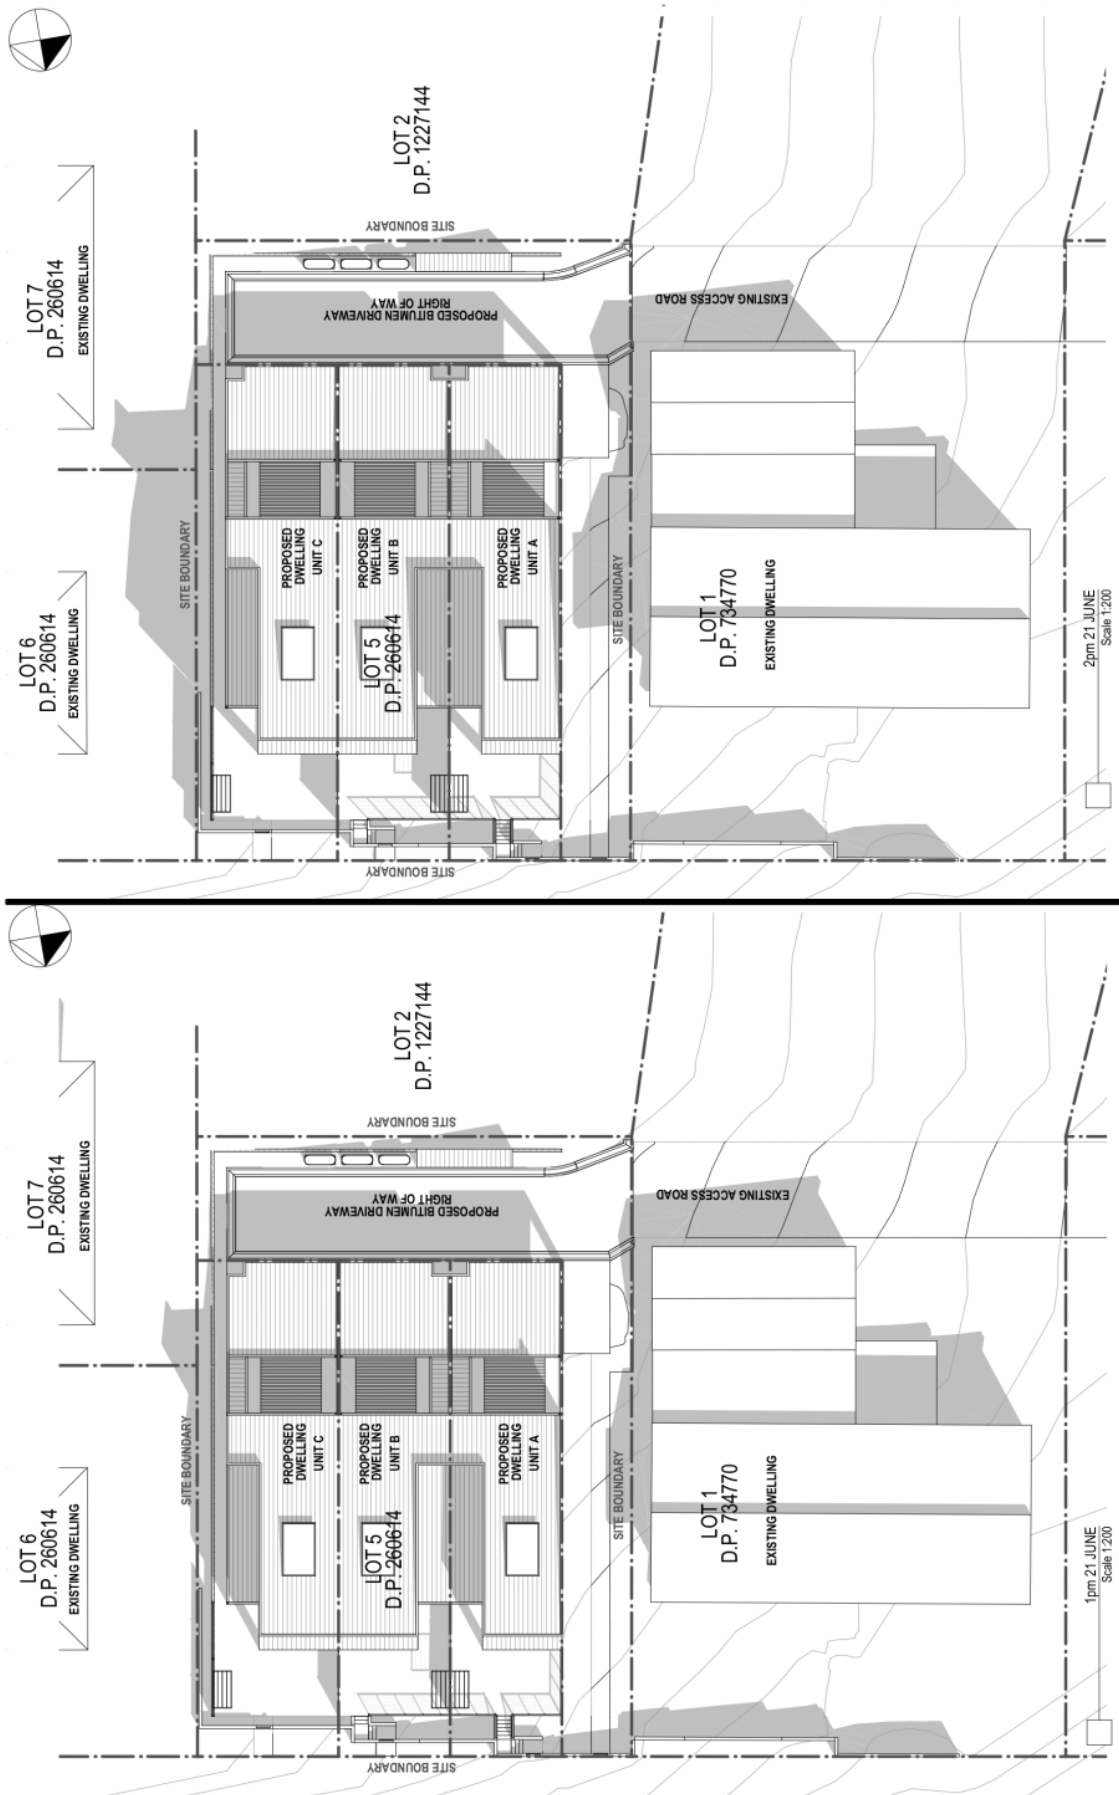 LOT 2
D.P. 1227144
SITE BOUNDARY
LOT 7
D.P. 260614
EXISTING DWELLING
PROPOSED BITUMEN DRIVEWAY
RIGHT OF WAY
EXISTING ACCESS ROAD
SITE BOUNDARY
PROPOSED
DWELLING
UNIT C
PROPOSED
DWELLING
UNIT B
PROPOSED
DWELLING
UNIT A
SITE BOUNDARY
LOT 6
D.P. 260614
EXISTING DWELLING
LOT 5
D.P. 260614
LOT 1
D.P. 734770
EXISTING DWELLING
2pm 21 JUNE
Scale 1:200
SITE BOUNDARY
LOT 2
D.P. 1227144
SITE BOUNDARY
LOT 7
D.P. 260614
EXISTING DWELLING
PROPOSED BITUMEN DRIVEWAY
RIGHT OF WAY
EXISTING ACCESS ROAD
SITE BOUNDARY
PROPOSED
DWELLING
UNIT C
PROPOSED
DWELLING
UNIT B
PROPOSED
DWELLING
UNIT A
SITE BOUNDARY
LOT 6
D.P. 260614
EXISTING DWELLING
LOT 5
D.P. 260614
LOT 1
D.P. 734770
EXISTING DWELLING
1pm 21 JUNE
Scale 1:200
SITE BOUNDARY